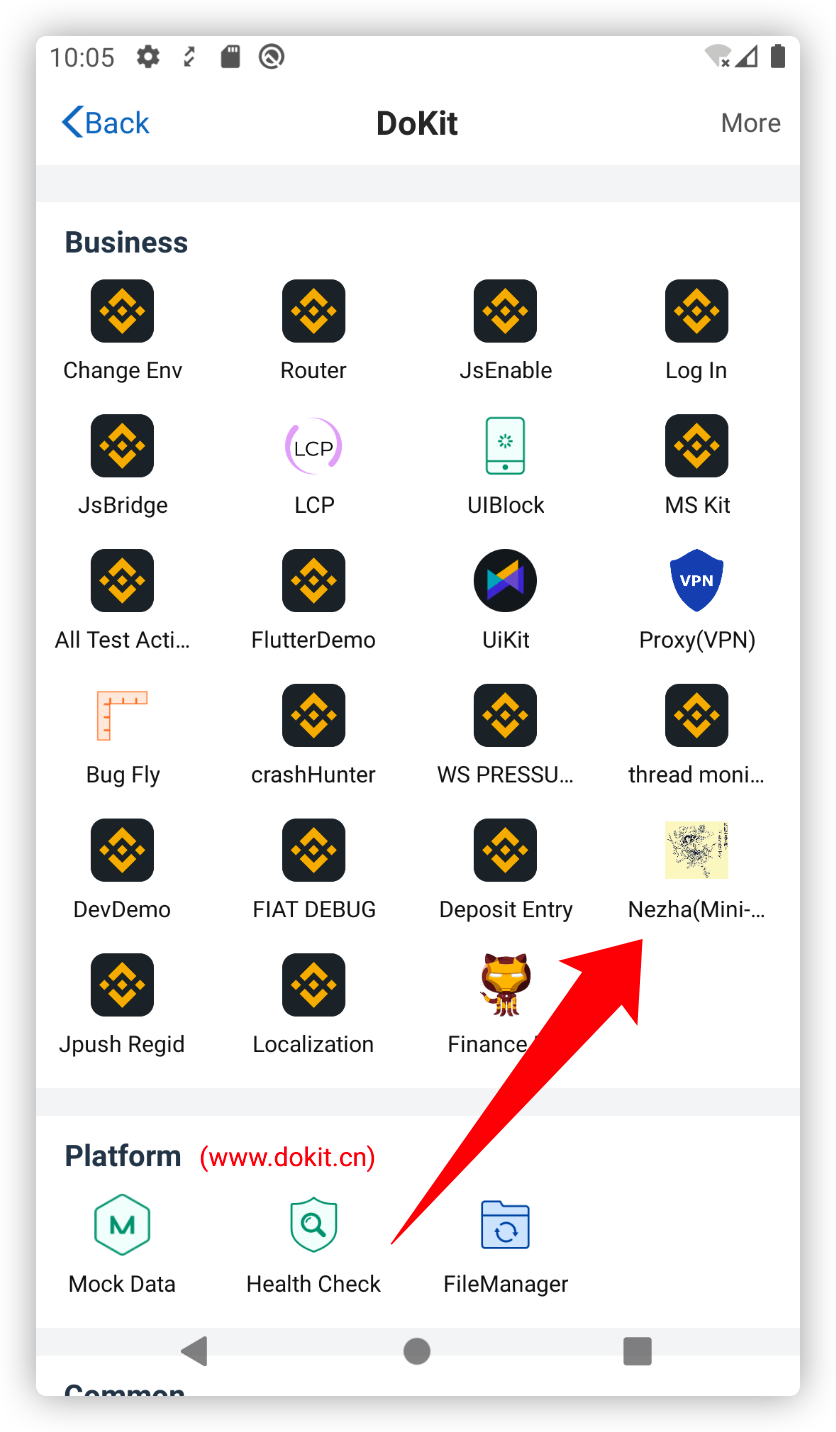 10:05
Back DoKit More
Business
Change Env Router JsEnable Log In
LCP
JsBridge LCP UIBlock MS Kit
VPN
All Test Acti... FlutterDemo UiKit Proxy(VPN)
Bug Fly crashHunter WS PRESSU... thread moni...
DevDemo FIAT DEBUG Deposit Entry Nezha(Mini-...
Jpush Regid Localization Finance
Platform (www.dokit.cn)
M
Mock Data Health Check FileManager
Common